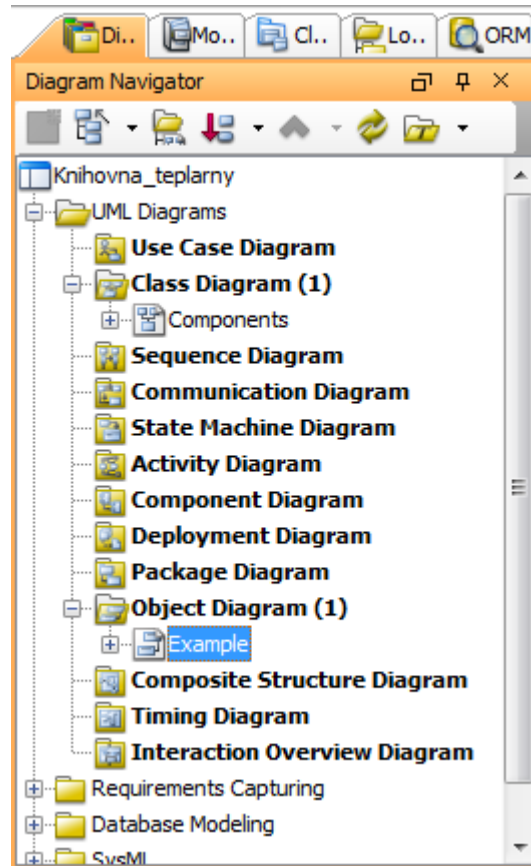 Di.. Mo.. Cl.. Lo.. ORM
Diagram Navigator
Knihovna_teplarny
UML Diagrams
Use Case Diagram
Class Diagram (1)
Components
Sequence Diagram
Communication Diagram
State Machine Diagram
Activity Diagram
Component Diagram
Deployment Diagram
Package Diagram
Object Diagram (1)
Example
Composite Structure Diagram
Timing Diagram
Interaction Overview Diagram
Requirements Capturing
Database Modeling
SysML